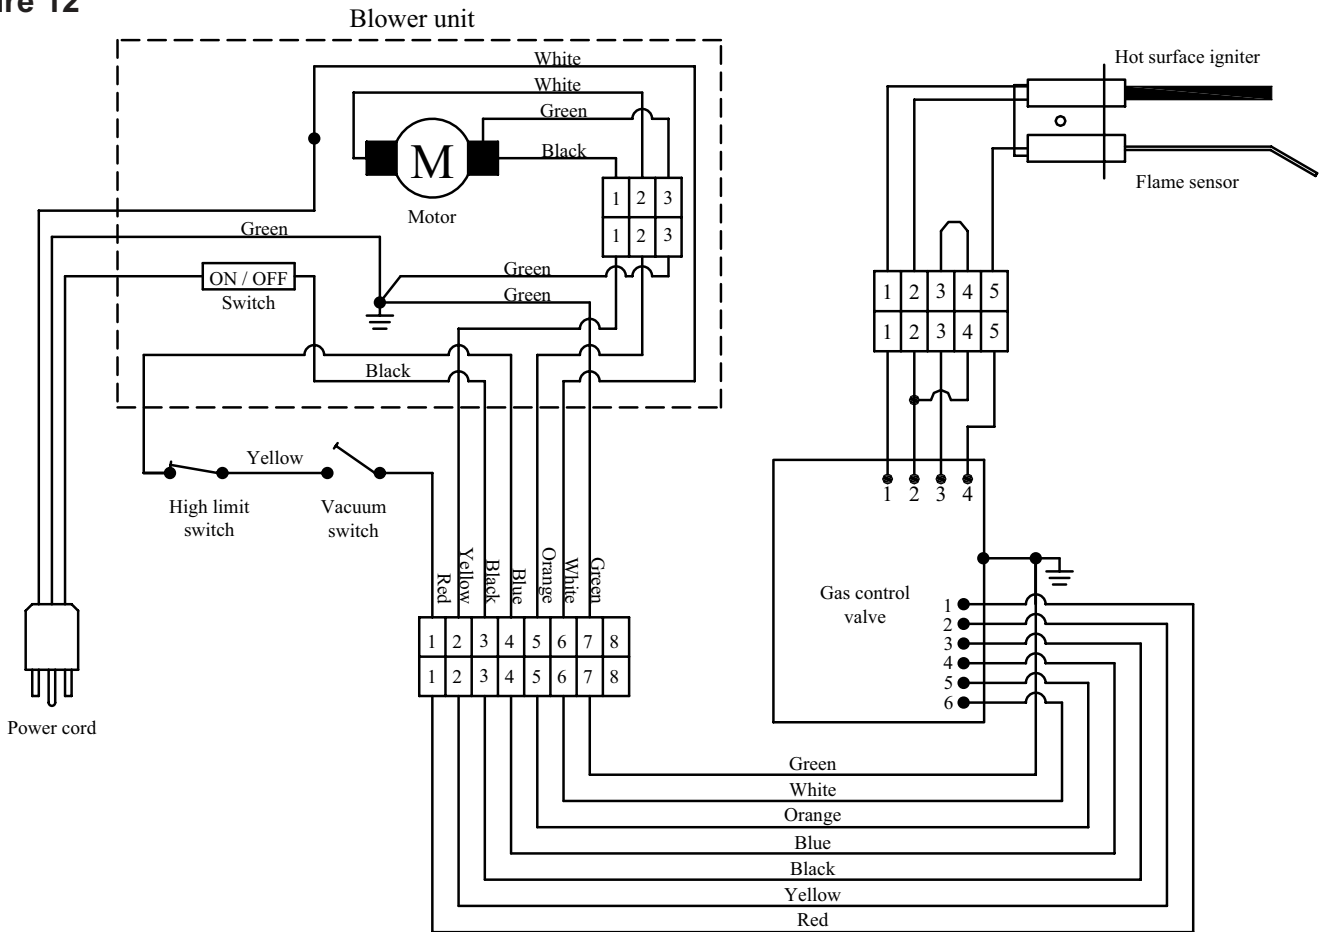 Figure 12
Blower unit
White
White
Green
Black
M
Motor
1 2 3
1 2 3
Green
ON / OFF
Switch
Green
Green
Black
Yellow
High limit
switch
Vacuum
switch
Red
Yellow
Black
Blue
Orange
White
Green
1 2 3 4 5 6 7 8
1 2 3 4 5 6 7 8
Power cord
Hot surface igniter
Flame sensor
1 2 3 4 5
1 2 3 4 5
1 2 3 4
Gas control
valve
1
2
3
4
5
6
Green
White
Orange
Blue
Black
Yellow
Red